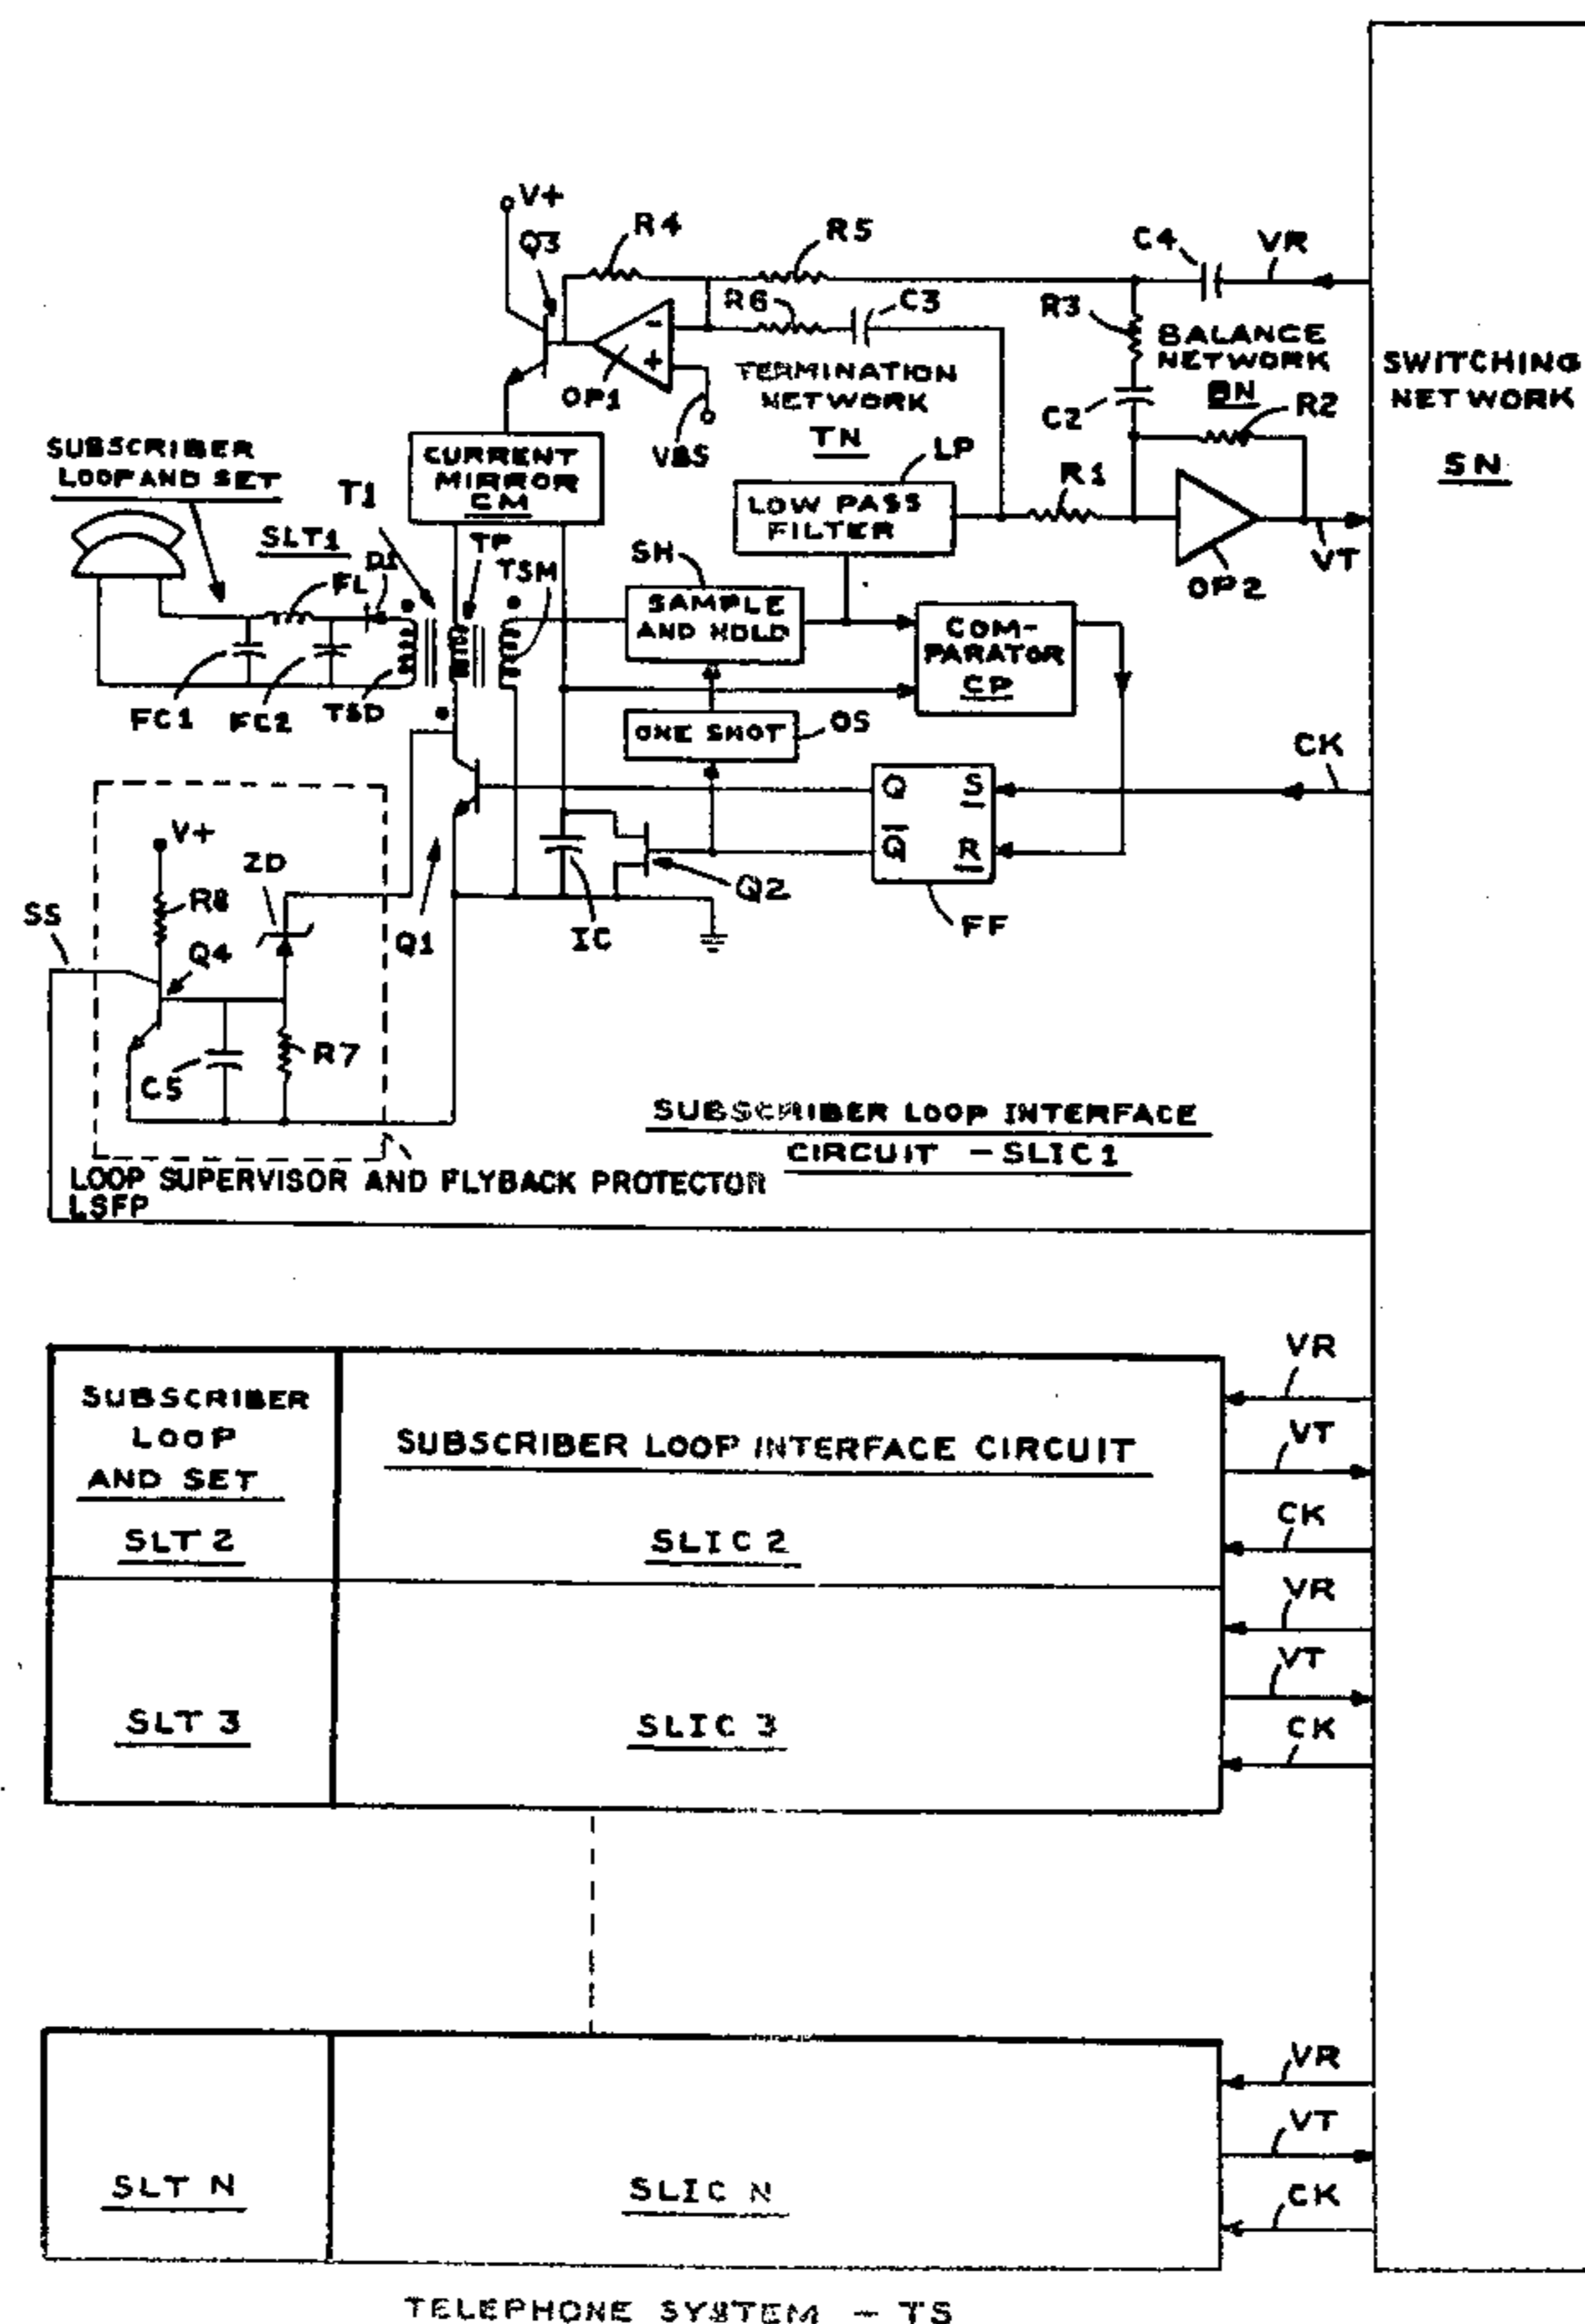 V+
Q3
R4
R5
C4
VR
R6
C3
R3
BALANCE
NETWORK
BN
-
+
OP1
VBS
TERMINATION
NETWORK
TN
C2
R2
SWITCHING
NETWORK
SN
SUBSCRIBER
LOOP AND SET
T1
CURRENT
MIRROR
CM
LP
LOW PASS
FILTER
R1
OP2
VT
SLT1
FL
D1
TP
TSM
SH
SAMPLE
AND HOLD
COM-
PARATOR
CP
FC1
FC2
TSD
ONE SHOT
OS
CK
Q
S
Q̅
R
FF
V+
ZD
R8
SS
Q4
Q1
IC
Q2
C5
R7
SUBSCRIBER LOOP INTERFACE
CIRCUIT - SLIC1
LOOP SUPERVISOR AND FLYBACK PROTECTOR
LSFP
SUBSCRIBER
LOOP
AND SET
SLT 2
SUBSCRIBER LOOP INTERFACE CIRCUIT
SLIC 2
VR
VT
CK
SLT 3
SLIC 3
VR
VT
CK
SLT N
SLIC N
VR
VT
CK
TELEPHONE SYSTEM - TS